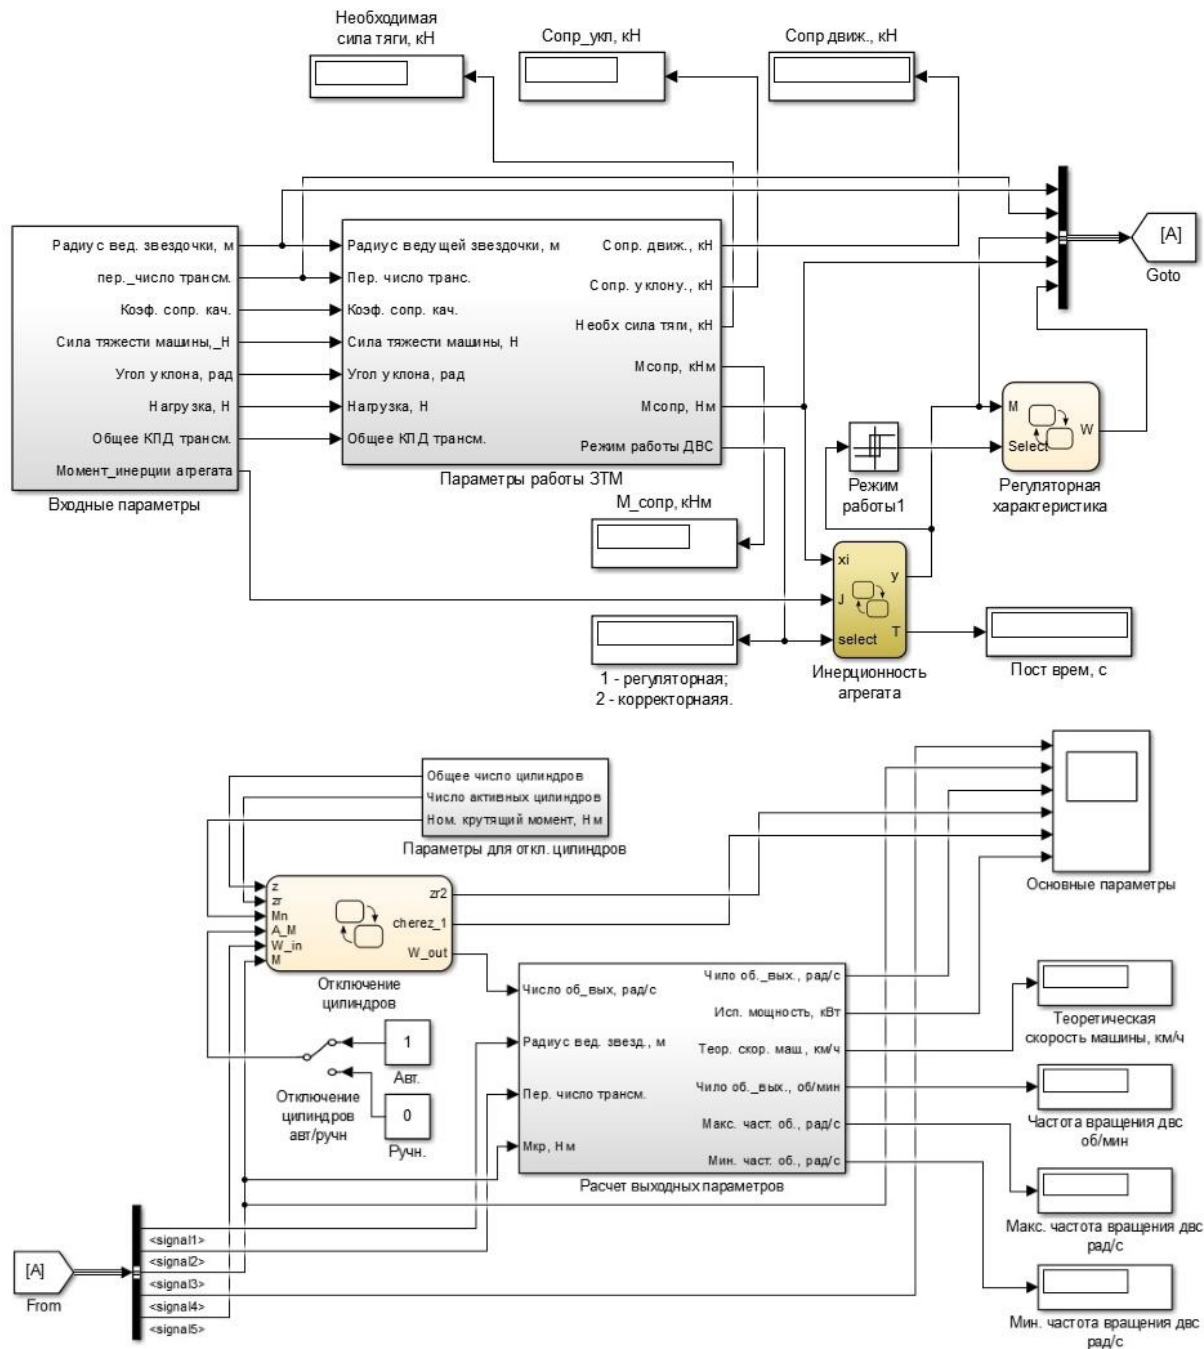 Необходимая
сила тяги, кН
Сопр_укл, кН
Сопр движ., кН
Радиус вед. звездочки, м
пер._число трансм.
Коэф. сопр. кач.
Сила тяжести машины,_Н
Угол уклона, рад
Нагрузка, Н
Общее КПД трансм.
Момент_инерции агрегата
Входные параметры
Радиус ведущей звездочки, м
Пер. число транс.
Коэф. сопр. кач.
Сила тяжести машины, Н
Угол уклона, рад
Нагрузка, Н
Общее КПД трансм.
Сопр. движ., кН
Сопр. уклону., кН
Необх сила тяги, кН
Мсопр, кНм
Мсопр, Нм
Режим работы ДВС
Параметры работы ЗТМ
[A]
Goto
M
Select
W
Регуляторная
характеристика
Режим
работы1
М_сопр, кНм
xi
J
select
y
T
Инерционность
агрегата
1 - регуляторная;
2 - корректорнаяя.
Пост врем, с
Общее число цилиндров
Число активных цилиндров
Ном. крутящий момент, Нм
Параметры для откл. цилиндров
Основные параметры
z
zr
Mn
A_M
W_in
M
zr2
cherez_1
W_out
Отключение
цилиндров
1
Авт.
0
Ручн.
Отключение
цилиндров
авт/ручн
Число об_вых, рад/с
Радиус вед. звезд., м
Пер. число трансм.
Мкр, Нм
Чило об._вых., рад/с
Исп. мощность, кВт
Теор. скор. маш., км/ч
Чило об._вых., об/мин
Макс. част. об., рад/с
Мин. част. об., рад/с
Расчет выходных параметров
Теоретическая
скорость машины, км/ч
Частота вращения двс
об/мин
Макс. частота вращения двс
рад/с
Мин. частота вращения двс
рад/с
[A]
From
<signal1>
<signal2>
<signal3>
<signal4>
<signal5>